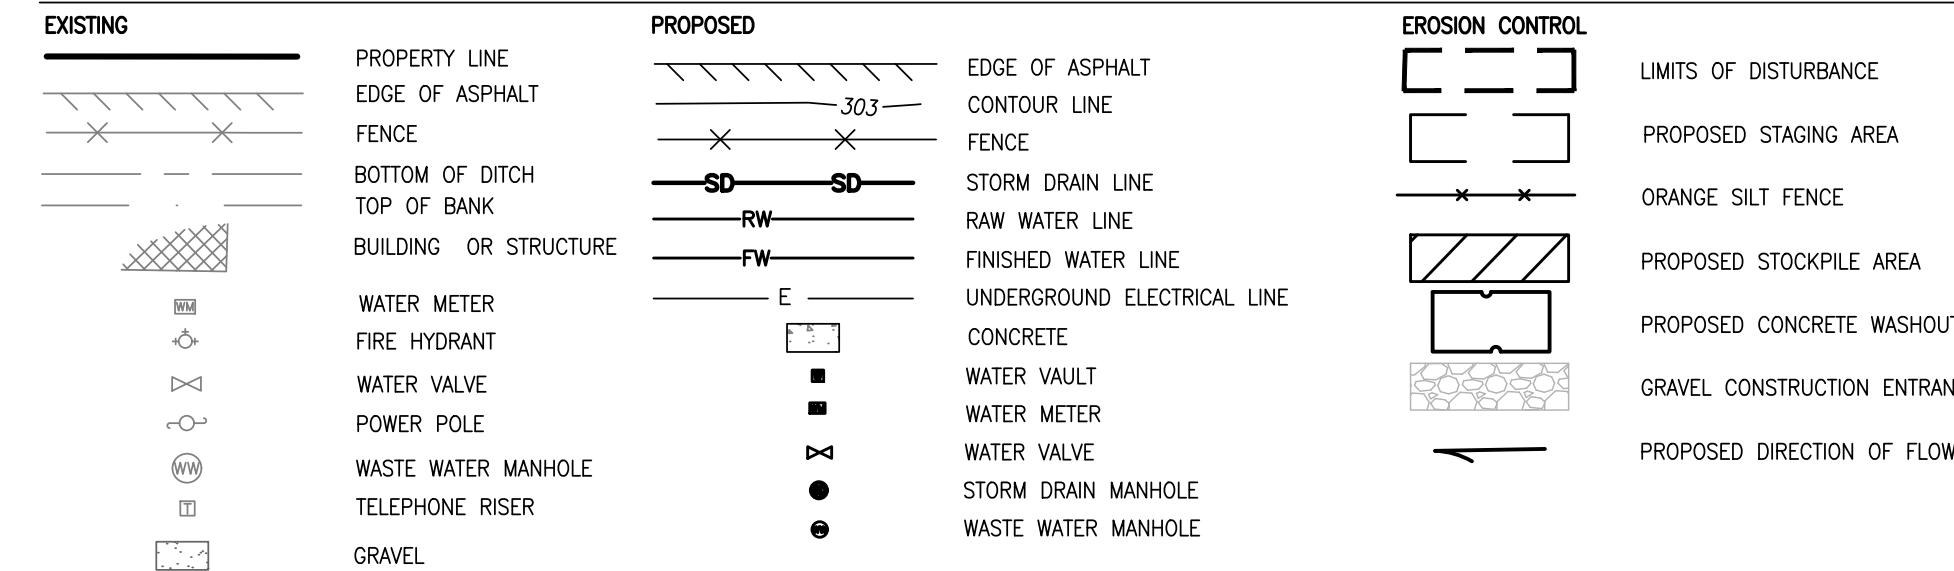 EXISTING
PROPERTY LINE
EDGE OF ASPHALT
FENCE
BOTTOM OF DITCH
TOP OF BANK
BUILDING OR STRUCTURE
WM WATER METER
FIRE HYDRANT
WATER VALVE
POWER POLE
WW WASTE WATER MANHOLE
T TELEPHONE RISER
GRAVEL
PROPOSED
EDGE OF ASPHALT
303 CONTOUR LINE
FENCE
SD SD STORM DRAIN LINE
RW RAW WATER LINE
FW FINISHED WATER LINE
E UNDERGROUND ELECTRICAL LINE
CONCRETE
WATER VAULT
WATER METER
WATER VALVE
STORM DRAIN MANHOLE
WASTE WATER MANHOLE
EROSION CONTROL
LIMITS OF DISTURBANCE
PROPOSED STAGING AREA
ORANGE SILT FENCE
PROPOSED STOCKPILE AREA
PROPOSED CONCRETE WASHOUT
GRAVEL CONSTRUCTION ENTRAN
PROPOSED DIRECTION OF FLOW